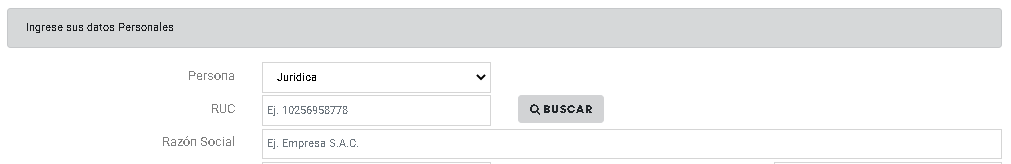 Ingrese sus datos Personales
Persona Juridica
RUC Ej. 10256958778 BUSCAR
Razón Social Ej. Empresa S.A.C.